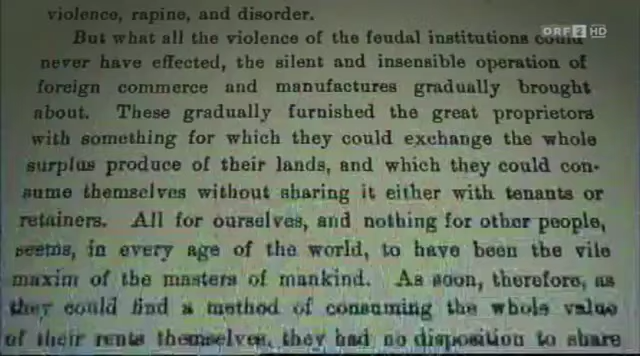 violence, rapine, and disorder.
ORF 2 HD
But what all the violence of the feudal institutions could
never have effected, the silent and insensible operation of
foreign commerce and manufactures gradually brought
about. These gradually furnished the great proprietors
with something for which they could exchange the whole
surplus produce of their lands, and which they could con-
sume themselves without sharing it either with tenants or
retainers. All for ourselves, and nothing for other people,
seems, in every age of the world, to have been the vile
maxim of the masters of mankind. As soon, therefore, as
they could find a method of consuming the whole value
of their rents themselves, they had no disposition to share